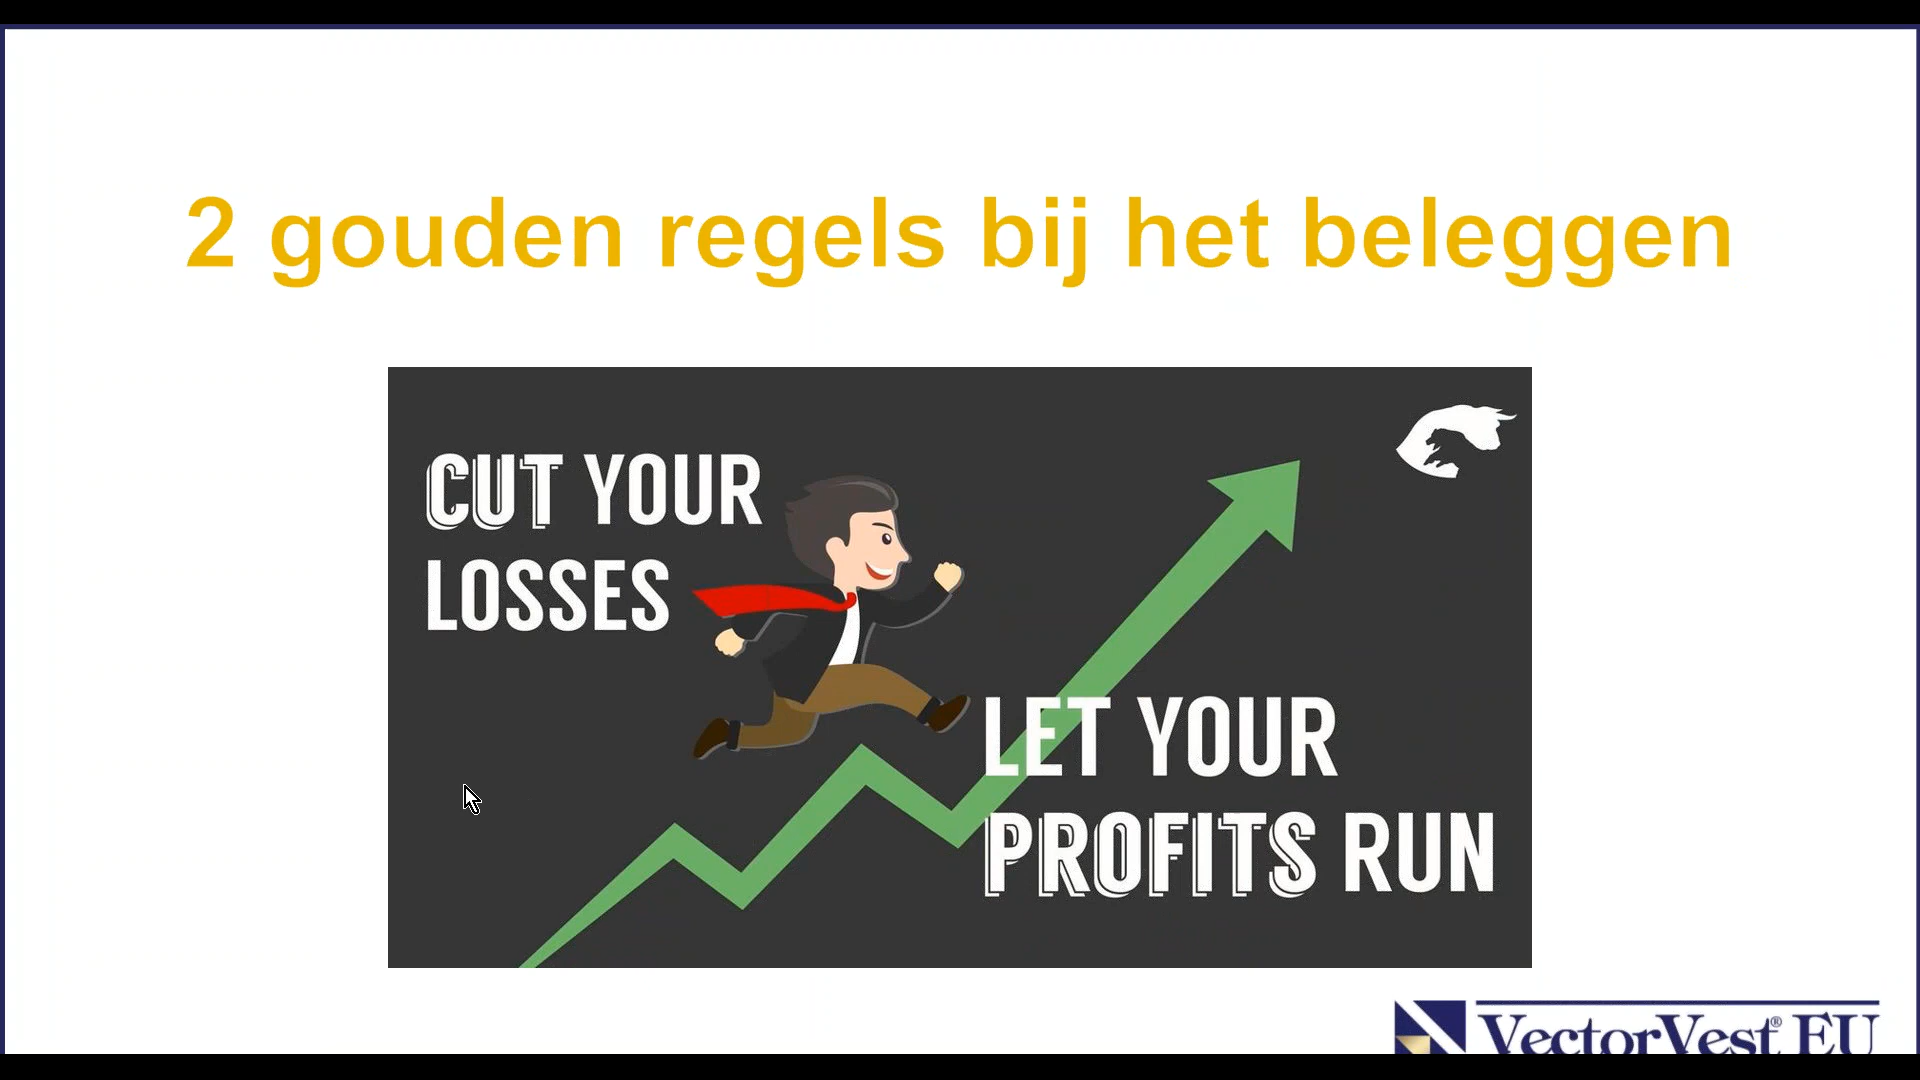 2 gouden regels bij het beleggen
CUT YOUR
LOSSES
LET YOUR
PROFITS RUN
VectorVest® EU